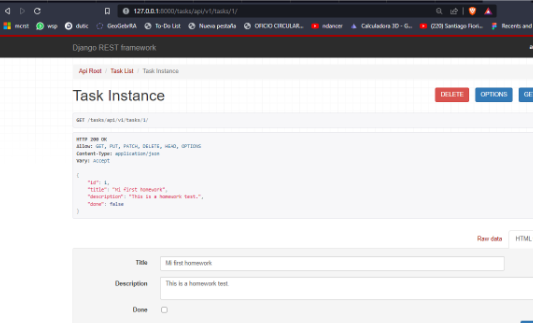 127.0.0.1:8000/tasks/api/v1/tasks/1/
mcnt wsp dutic GeoGebRA To-Do List Nueva pestaña OFICIO CIRCULAR... ndancer Calculadora 3D - G... (220) Santiago Fiori... Recents and
Django REST framework
Api Root / Task List / Task Instance
Task Instance
DELETE OPTIONS GE
GET /tasks/api/v1/tasks/1/
HTTP 200 OK
Allow: GET, PUT, PATCH, DELETE, HEAD, OPTIONS
Content-Type: application/json
Vary: Accept
{
"id": 1,
"title": "Mi first homework",
"description": "This is a homework test.",
"done": false
}
Raw data HTML
Title Mi first homework
Description This is a homework test.
Done